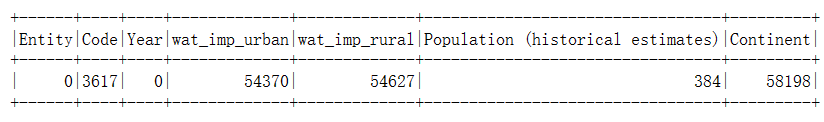 +------+----+----+-------------+-------------+---------------------------------+---------+
|Entity|Code|Year|wat_imp_urban|wat_imp_rural|Population (historical estimates)|Continent|
+------+----+----+-------------+-------------+---------------------------------+---------+
|     0|3617|   0|        54370|        54627|                              384|    58198|
+------+----+----+-------------+-------------+---------------------------------+---------+